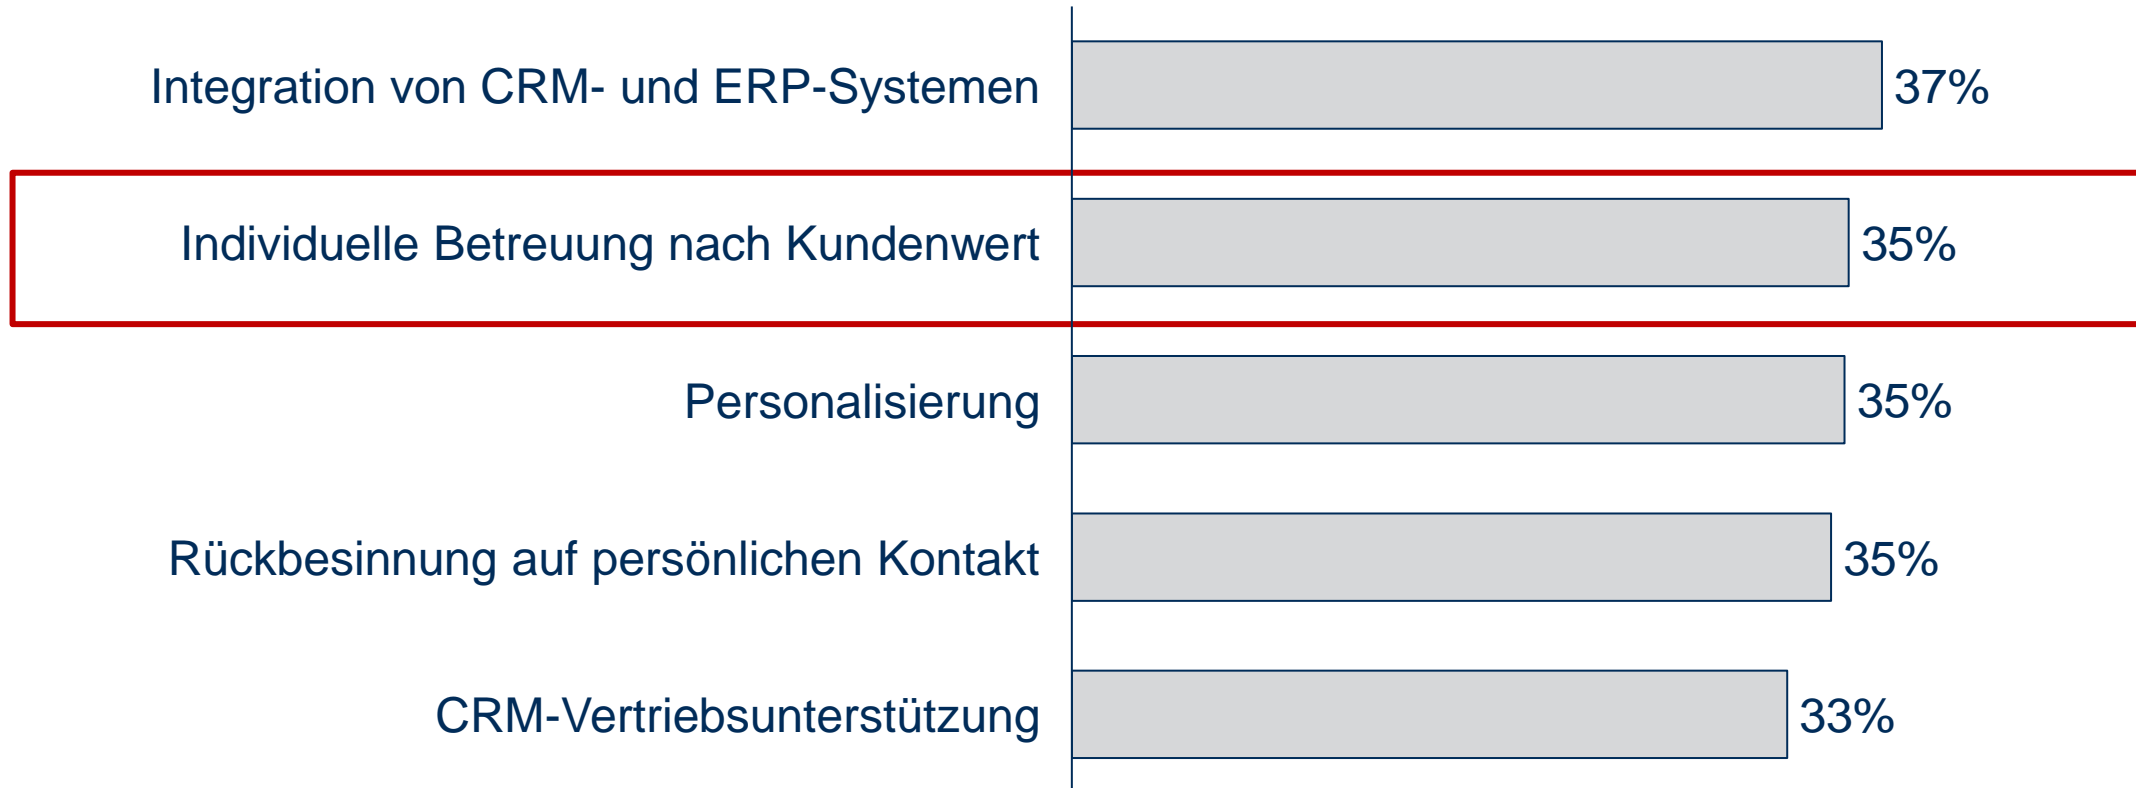 Integration von CRM- und ERP-Systemen 37%
Individuelle Betreuung nach Kundenwert 35%
Personalisierung 35%
Rückbesinnung auf persönlichen Kontakt 35%
CRM-Vertriebsunterstützung 33%